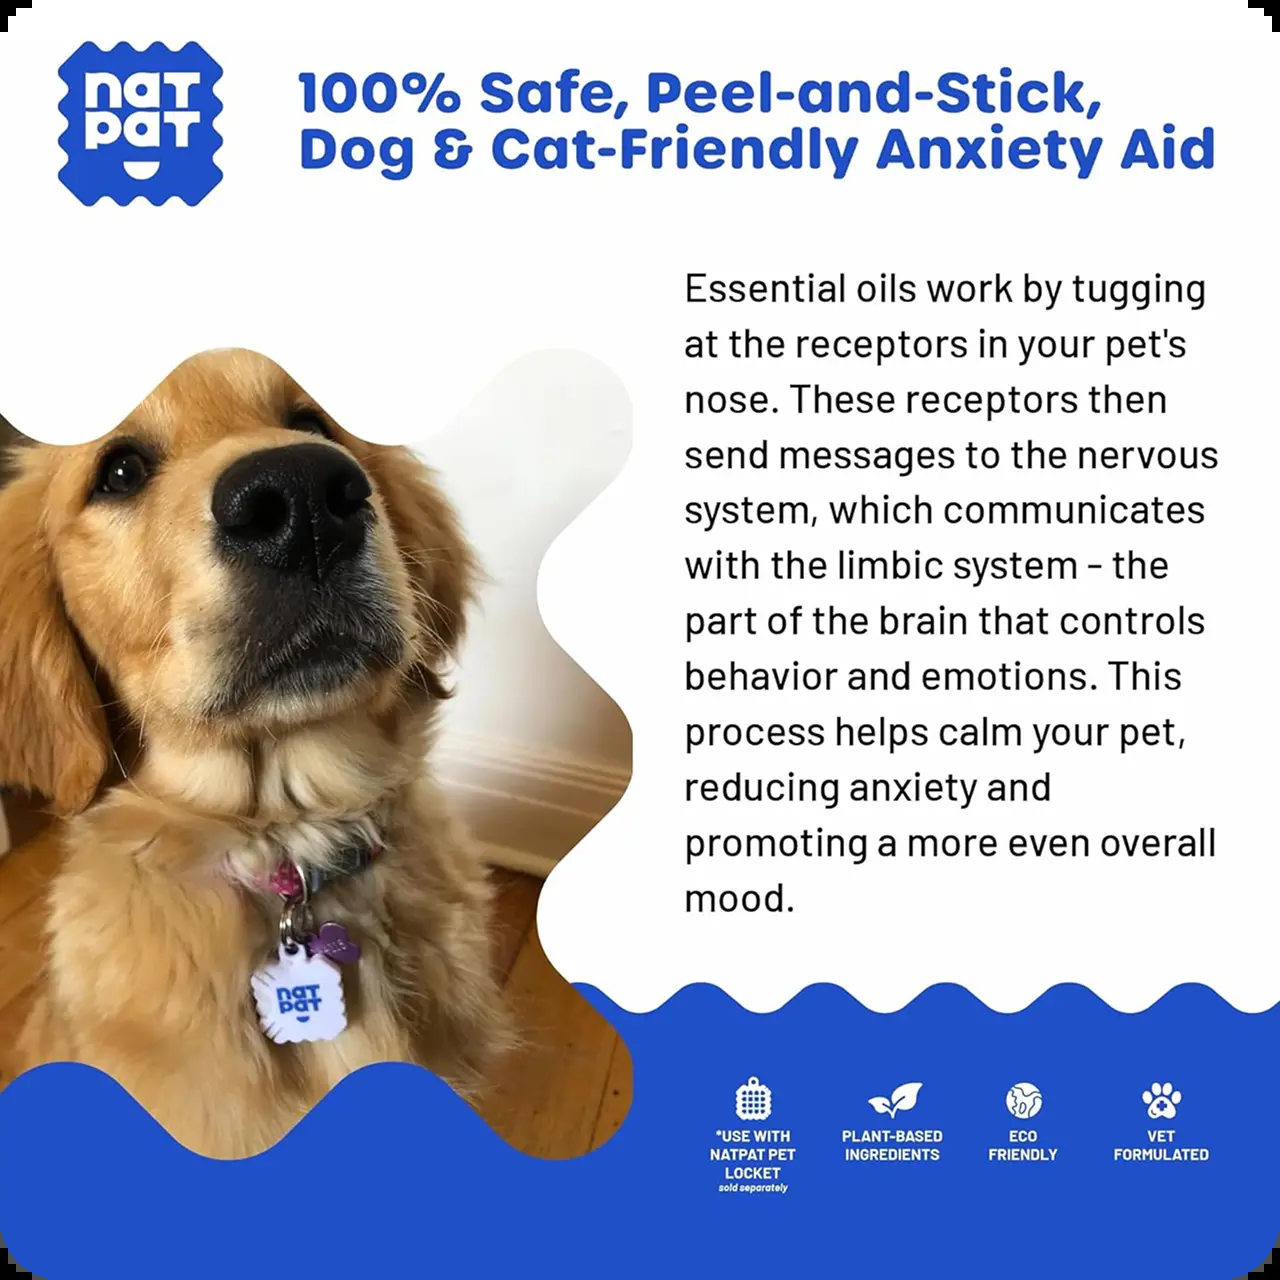 nat
pat
100% Safe, Peel-and-Stick,
Dog & Cat-Friendly Anxiety Aid
Essential oils work by tugging
at the receptors in your pet's
nose. These receptors then
send messages to the nervous
system, which communicates
with the limbic system - the
part of the brain that controls
behavior and emotions. This
process helps calm your pet,
reducing anxiety and
promoting a more even overall
mood.
nat
pat
*USE WITH
NATPAT PET
LOCKET
sold separately
PLANT-BASED
INGREDIENTS
ECO
FRIENDLY
VET
FORMULATED